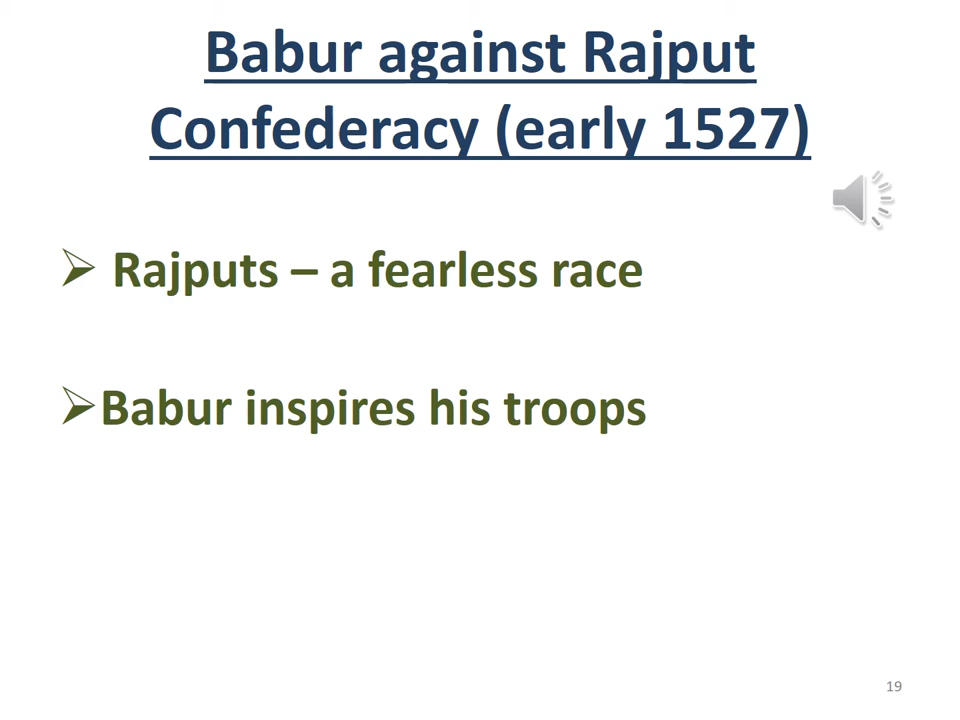 Babur against Rajput
Confederacy (early 1527)
➢ Rajputs – a fearless race
➢Babur inspires his troops
19